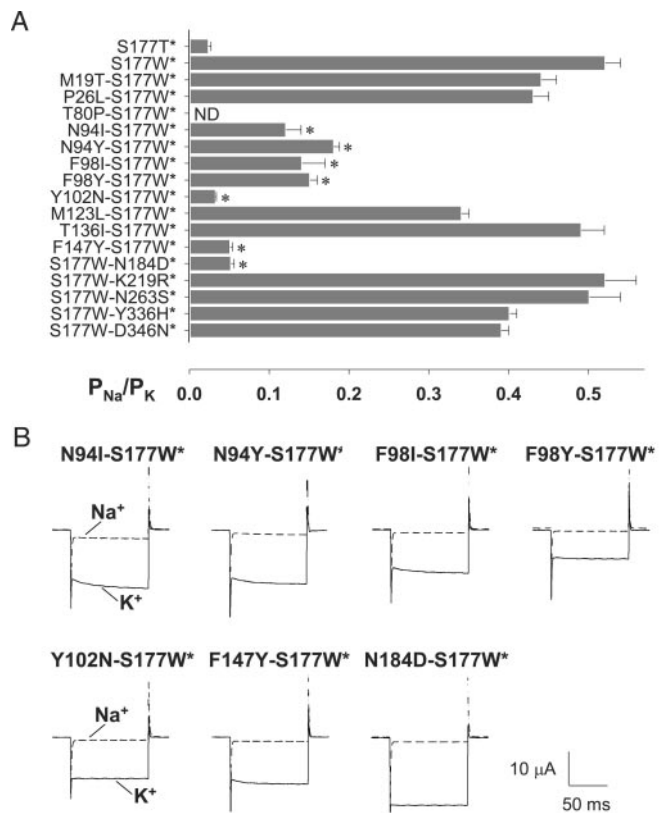 A
S177T*
S177W*
M19T-S177W*
P26L-S177W*
T80P-S177W* ND
N94I-S177W* *
N94Y-S177W* *
F98I-S177W* *
F98Y-S177W* *
Y102N-S177W* *
M123L-S177W*
T136I-S177W*
F147Y-S177W* *
S177W-N184D* *
S177W-K219R*
S177W-N263S*
S177W-Y336H*
S177W-D346N*
P_Na/P_K 0.0 0.1 0.2 0.3 0.4 0.5
B
N94I-S177W* N94Y-S177W* F98I-S177W* F98Y-S177W*
Na⁺
K⁺
Y102N-S177W* F147Y-S177W* N184D-S177W*
Na⁺
K⁺
10 µA
50 ms